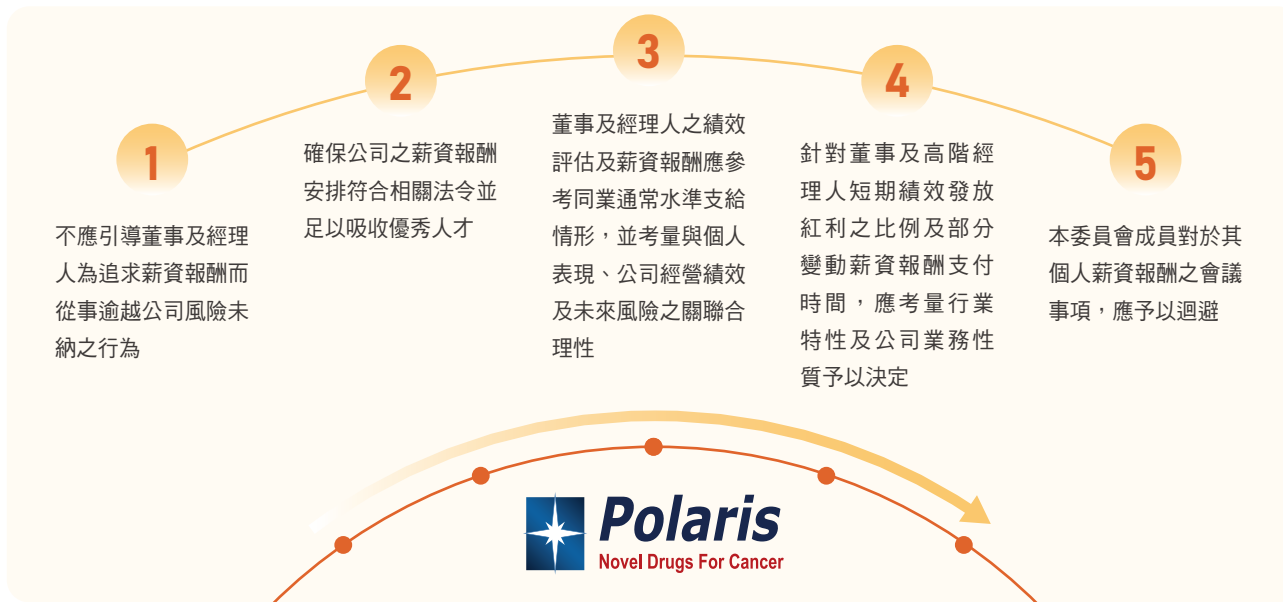 1
不應引導董事及經理
人為追求薪資報酬而
從事逾越公司風險未
納之行為
2
確保公司之薪資報酬
安排符合相關法令並
足以吸收優秀人才
3
董事及經理人之績效
評估及薪資報酬應參
考同業通常水準支給
情形，並考量與個人
表現、公司經營績效
及未來風險之關聯合
理性
4
針對董事及高階經
理人短期績效發放
紅利之比例及部分
變動薪資報酬支付
時間，應考量行業
特性及公司業務性
質予以決定
5
本委員會成員對於其
個人薪資報酬之會議
事項，應予以迴避
Polaris
Novel Drugs For Cancer